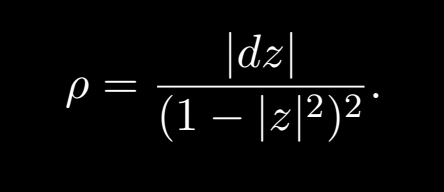 ρ = |dz| / (1 − |z|²)².